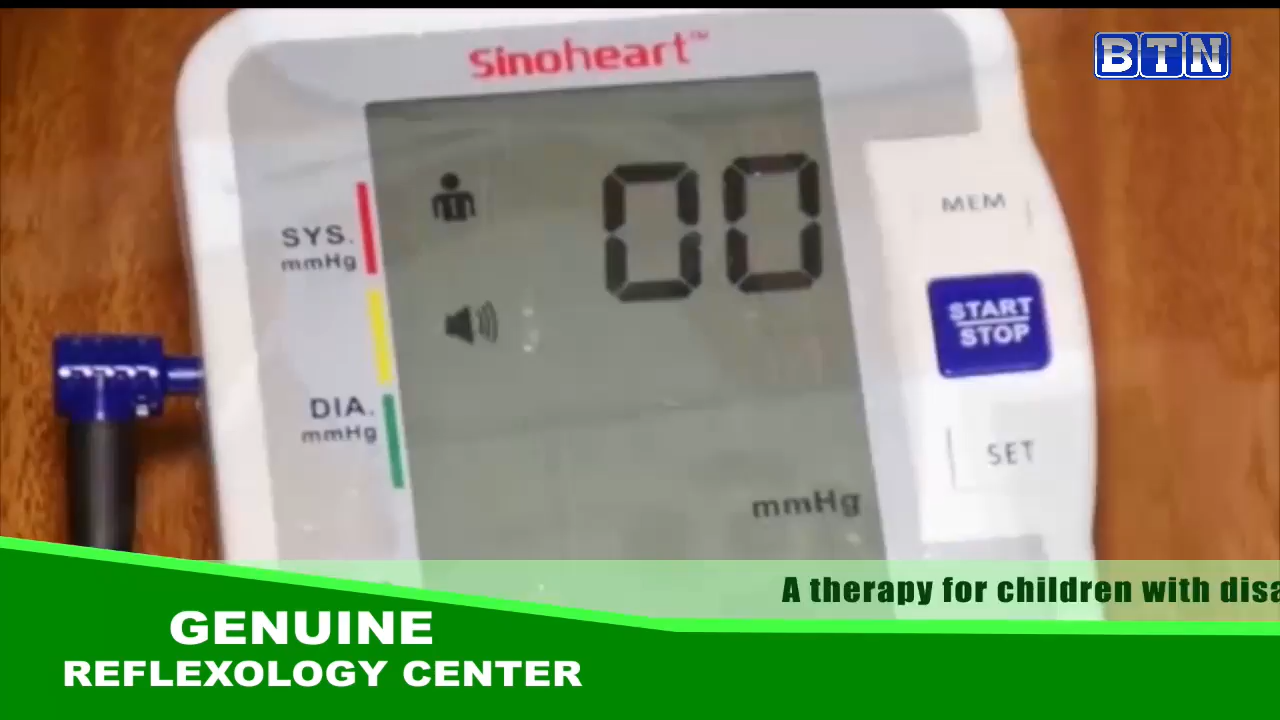 Sinoheart™
BTN
00
MEM
SYS.
mmHg
START
STOP
DIA.
mmHg
SET
mmHg
A therapy for children with
GENUINE
REFLEXOLOGY CENTER